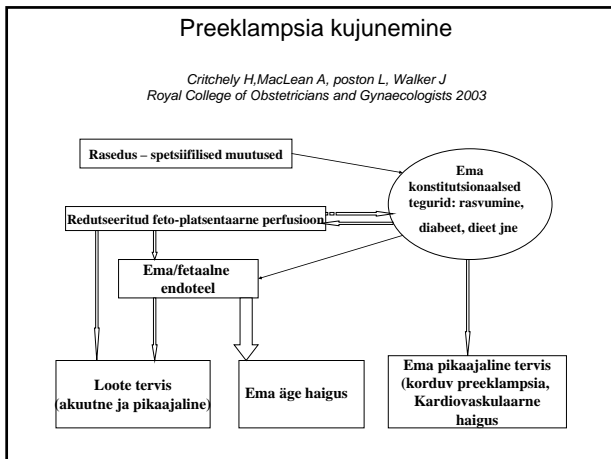 Preeklampsia kujunemine
Critchely H,MacLean A, poston L, Walker J
Royal College of Obstetricians and Gynaecologists 2003
Rasedus – spetsiifilised muutused
Ema
konstitutsionaalsed
tegurid: rasvumine,
diabeet, dieet jne
Redutseeritud feto-platsentaarne perfusioon
Ema/fetaalne
endoteel
Loote tervis
(akuutne ja pikaajaline)
Ema äge haigus
Ema pikaajaline tervis
(korduv preeklampsia,
Kardiovaskulaarne
haigus